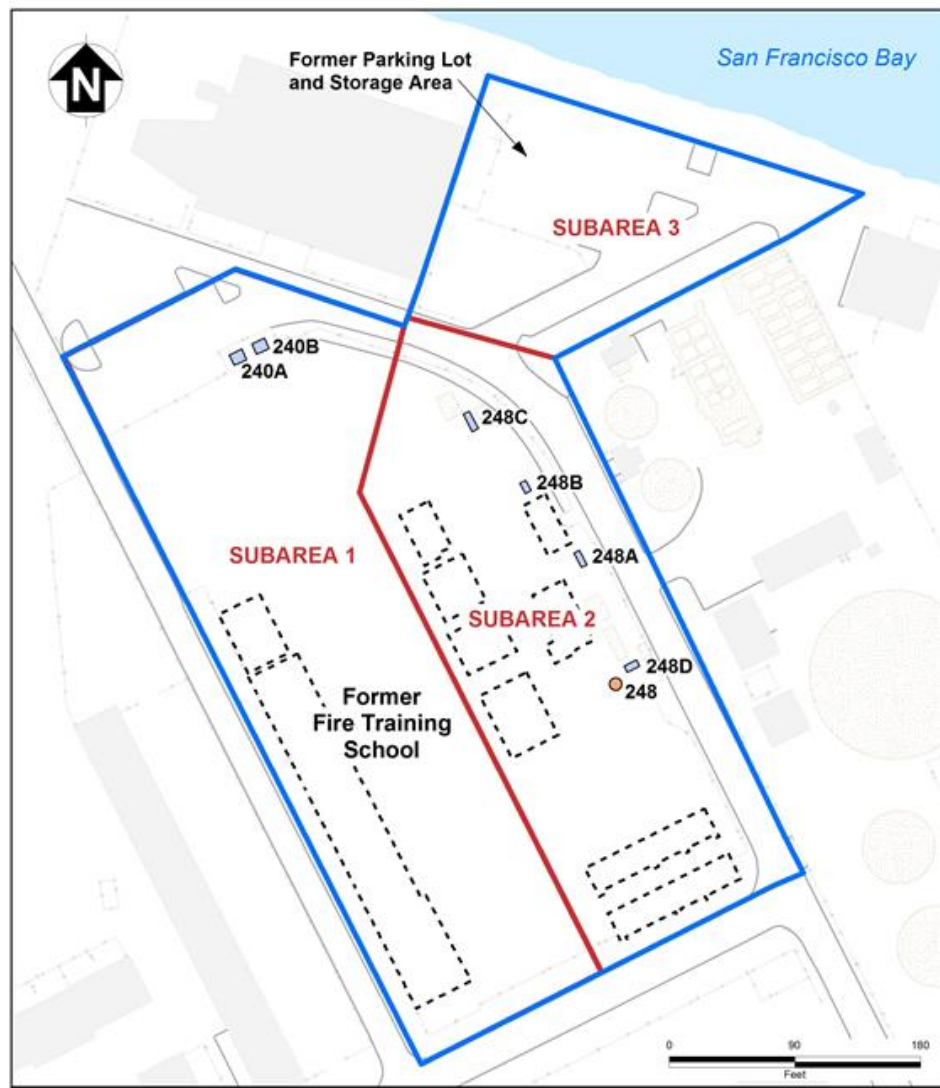 Former Parking Lot
and Storage Area
San Francisco Bay
N
SUBAREA 3
240B
240A
248C
248B
SUBAREA 1
248A
SUBAREA 2
248D
248
Former
Fire Training
School
0 90 180
Feet